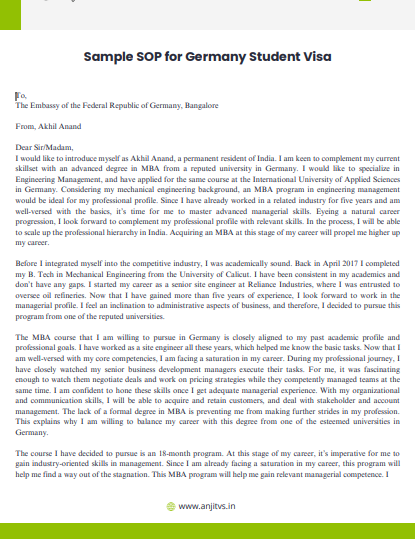 Sample SOP for Germany Student Visa
To,
The Embassy of the Federal Republic of Germany, Bangalore
From, Akhil Anand
Dear Sir/Madam,
I would like to introduce myself as Akhil Anand, a permanent resident of India. I am keen to complement my current
skillset with an advanced degree in MBA from a reputed university in Germany. I would like to specialize in
Engineering Management, and have applied for the same course at the International University of Applied Sciences
in Germany. Considering my mechanical engineering background, an MBA program in engineering management
would be ideal for my professional profile. Since I have already worked in a related industry for five years and am
well-versed with the basics, it's time for me to master advanced managerial skills. Eyeing a natural career
progression, I look forward to complement my professional profile with relevant skills. In the process, I will be able
to scale up the professional hierarchy in India. Acquiring an MBA at this stage of my career will propel me higher up
my career.
Before I integrated myself into the competitive industry, I was academically sound. Back in April 2017 I completed
my B. Tech in Mechanical Engineering from the University of Calicut. I have been consistent in my academics and
don't have any gaps. I started my career as a senior site engineer at Reliance Industries, where I was entrusted to
oversee oil refineries. Now that I have gained more than five years of experience, I look forward to work in the
managerial profile. I feel an inclination to administrative aspects of business, and therefore, I decided to pursue this
program from one of the reputed universities.
The MBA course that I am willing to pursue in Germany is closely aligned to my past academic profile and
professional goals. I have worked as a site engineer all these years, which helped me know the basic tasks. Now that I
am well-versed with my core competencies, I am facing a saturation in my career. During my professional journey, I
have closely watched my senior business development managers execute their tasks. For me, it was fascinating
enough to watch them negotiate deals and work on pricing strategies while they competently managed teams at the
same time. I am confident to hone these skills once I get adequate managerial experience. With my organizational
and communication skills, I will be able to acquire and retain customers, and deal with stakeholder and account
management. The lack of a formal degree in MBA is preventing me from making further strides in my profession.
This explains why I am willing to balance my career with this degree from one of the esteemed universities in
Germany.
The course I have decided to pursue is an 18-month program. At this stage of my career, it's imperative for me to
gain industry-oriented skills in management. Since I am already facing a saturation in my career, this program will
help me find a way out of the stagnation. This MBA program will help me gain relevant managerial competence. I
www.anjitvs.in